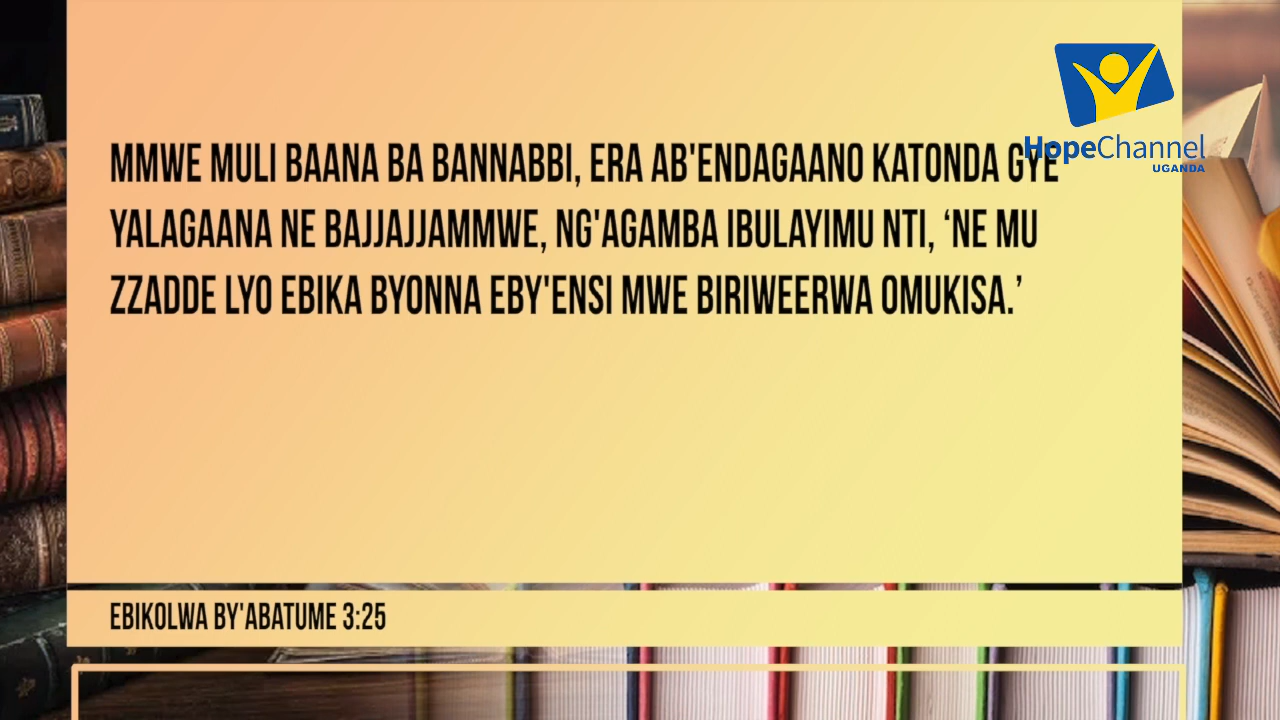 MMWE MULI BAANA BA BANNABBI, ERA AB'ENDAGAANO KATONDA GYE
YALAGAANA NE BAJJAJJAMMWE, NG'AGAMBA IBULAYIMU NTI, ‘NE MU
ZZADDE LYO EBIKA BYONNA EBY'ENSI MWE BIRIWEERWA OMUKISA.’
HopeChannel
UGANDA
EBIKOLWA BY'ABATUME 3:25